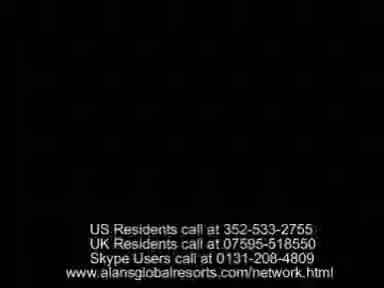 US Residents call at 352-533-2755
UK Residents call at 07595-518550
Skype Users call at 0131-208-4809
www.alansglobalresorts.com/network.html